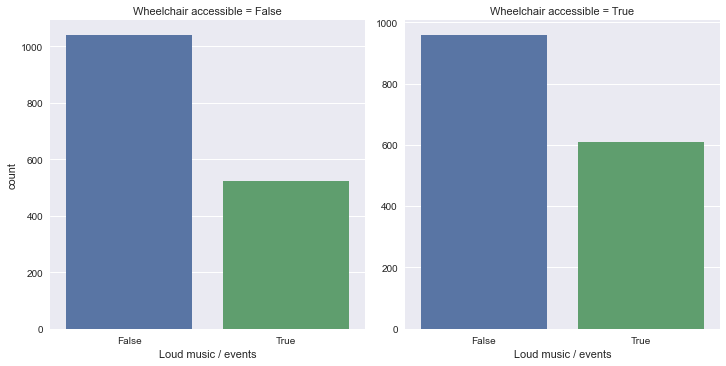 Wheelchair accessible = False
Wheelchair accessible = True
count
1000
800
600
400
200
0
False
True
Loud music / events
1000
800
600
400
200
0
False
True
Loud music / events